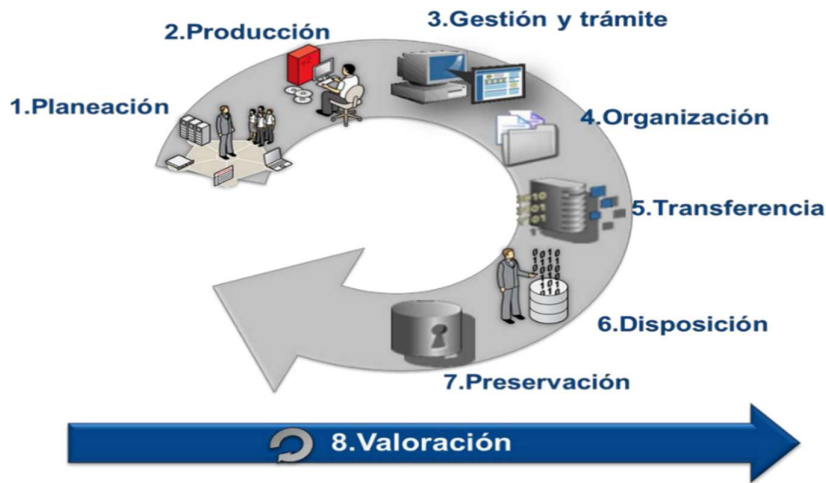 1.Planeación
2.Producción
3.Gestión y trámite
4.Organización
5.Transferencia
6.Disposición
7.Preservación
8.Valoración